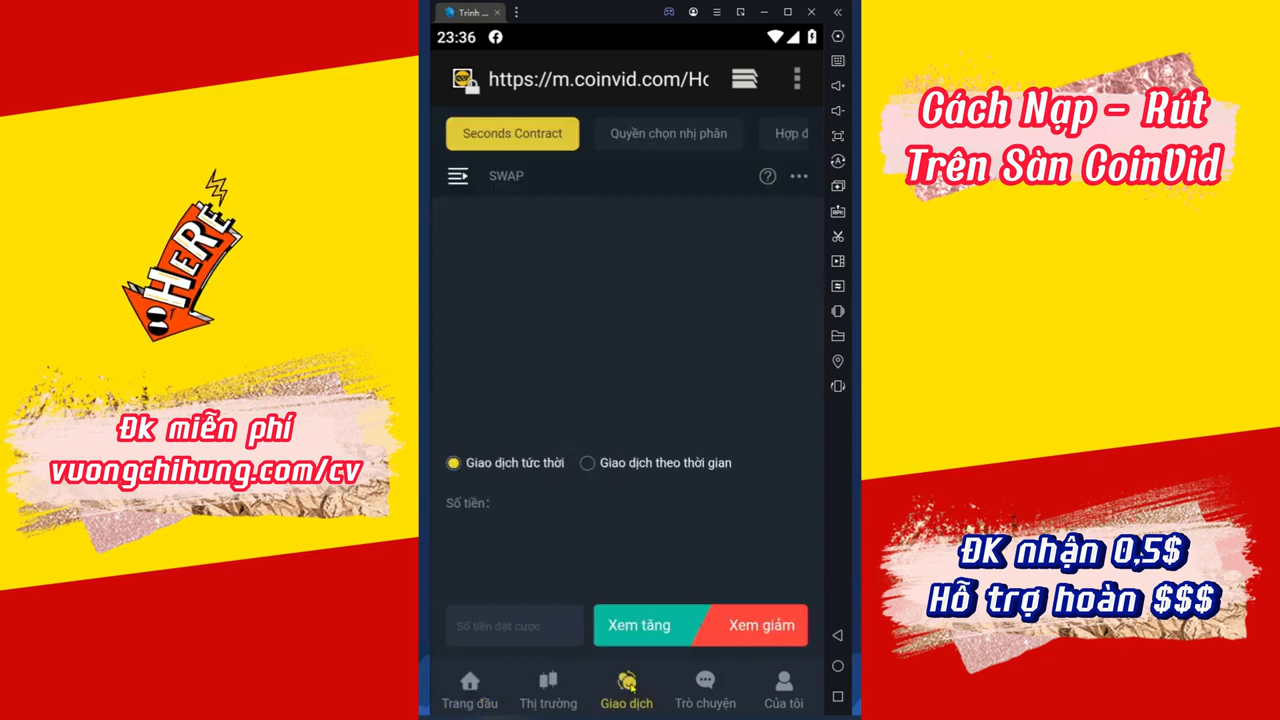 Trình ...
23:36
https://m.coinvid.com/Hc
Seconds Contract
Quyền chọn nhị phân
Hợp đ
SWAP
Giao dịch tức thời
Giao dịch theo thời gian
Số tiền:
Số tiền đặt cược
Xem tăng
Xem giảm
Trang đầu
Thị trường
Giao dịch
Trò chuyện
Của tôi
HERE
Đk miễn phí
vuongchihung.com/cv
Cách Nạp - Rút
Trên Sàn CoinVid
ĐK nhận 0,5$
Hỗ trợ hoàn $$$